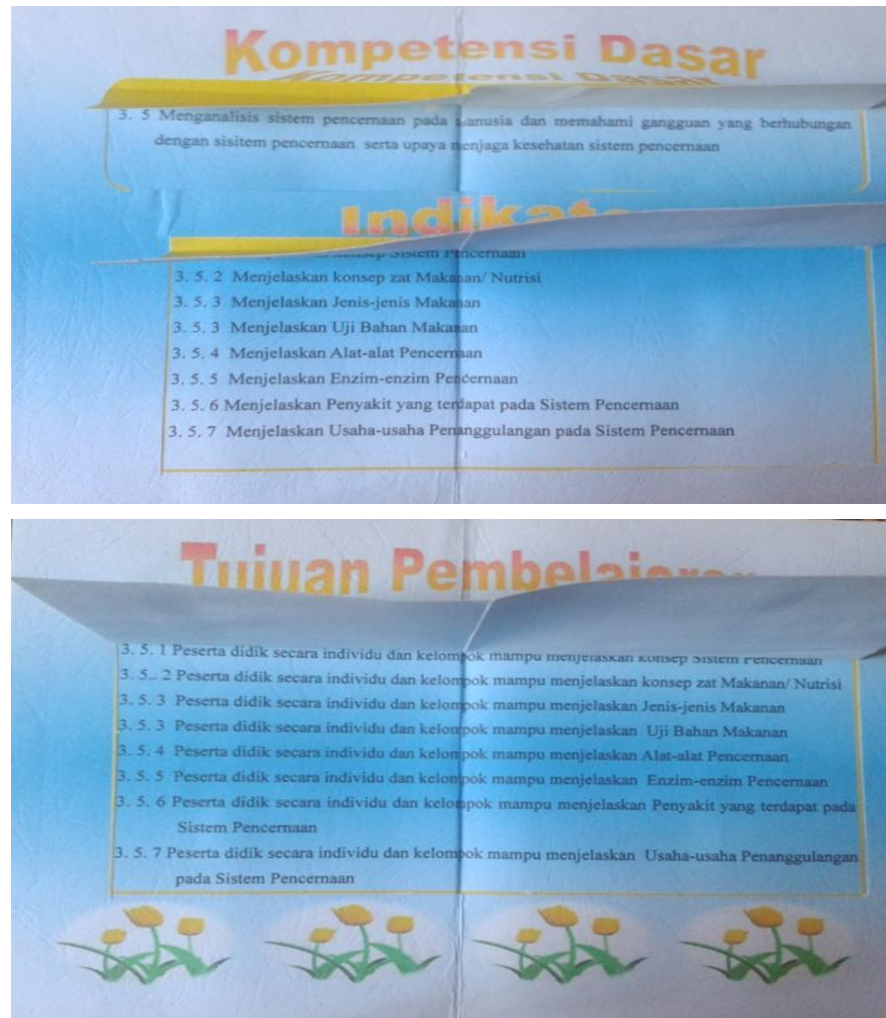 Kompetensi Dasar
3. 5 Menganalisis sistem pencernaan pada manusia dan memahami gangguan yang berhubungan
dengan sisitem pencernaan serta upaya menjaga kesehatan sistem pencernaan
Indikator
Sistem Pencernaan
3. 5. 2 Menjelaskan konsep zat Makanan/ Nutrisi
3. 5. 3 Menjelaskan Jenis-jenis Makanan
3. 5. 3 Menjelaskan Uji Bahan Makanan
3. 5. 4 Menjelaskan Alat-alat Pencernaan
3. 5. 5 Menjelaskan Enzim-enzim Pencernaan
3. 5. 6 Menjelaskan Penyakit yang terdapat pada Sistem Pencernaan
3. 5. 7 Menjelaskan Usaha-usaha Penanggulangan pada Sistem Pencernaan
Tujuan Pembelajaran
3. 5. 1 Peserta didik secara individu dan kelompok mampu menjelaskan konsep Sistem Pencernaan
3. 5.. 2 Peserta didik secara individu dan kelompok mampu menjelaskan konsep zat Makanan/ Nutrisi
3. 5. 3 Peserta didik secara individu dan kelompok mampu menjelaskan Jenis-jenis Makanan
3. 5. 3 Peserta didik secara individu dan kelompok mampu menjelaskan Uji Bahan Makanan
3. 5. 4 Peserta didik secara individu dan kelompok mampu menjelaskan Alat-alat Pencernaan
3. 5. 5 Peserta didik secara individu dan kelompok mampu menjelaskan Enzim-enzim Pencernaan
3. 5. 6 Peserta didik secara individu dan kelompok mampu menjelaskan Penyakit yang terdapat pada
Sistem Pencernaan
3. 5. 7 Peserta didik secara individu dan kelompok mampu menjelaskan Usaha-usaha Penanggulangan
pada Sistem Pencernaan